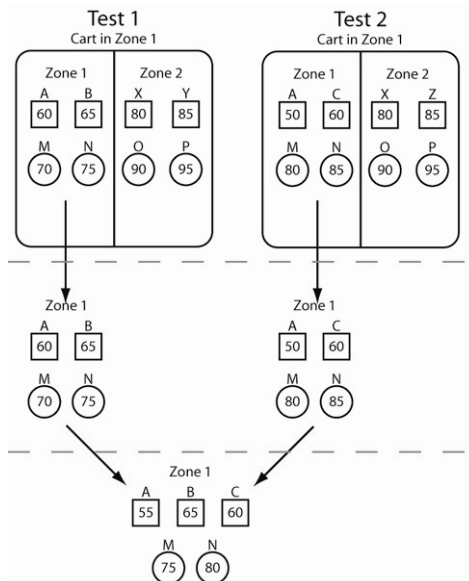 Test 1 Test 2
Cart in Zone 1 Cart in Zone 1
Zone 1 Zone 2 Zone 1 Zone 2
A B X Y A C X Z
60 65 80 85 50 60 80 85
M N O P M N O P
70 75 90 95 80 85 90 95
Zone 1 Zone 1
A B A C
60 65 50 60
M N M N
70 75 80 85
Zone 1
A B C
55 65 60
M N
75 80